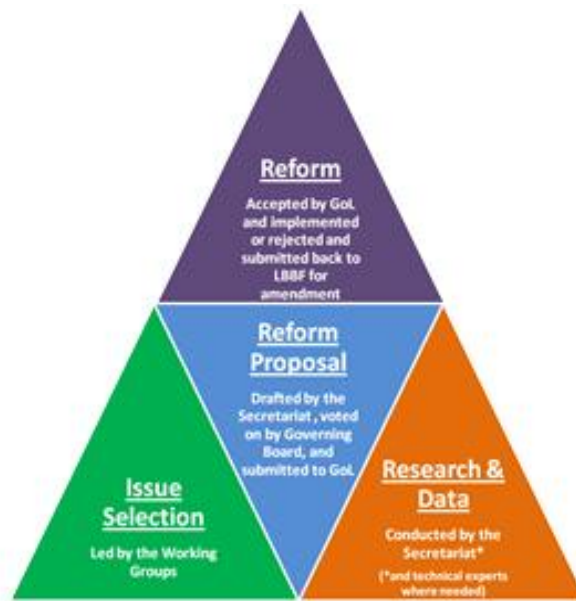 Reform
Accepted by GoL
and implemented
or rejected and
submitted back to
LBBF for
amendment
Reform
Proposal
Drafted by the
Secretariat, voted
on by Governing
Board, and
submitted to GoL
Issue
Selection
Led by the Working
Groups
Research &
Data
Conducted by the
Secretariat*
(*and technical experts
where needed)